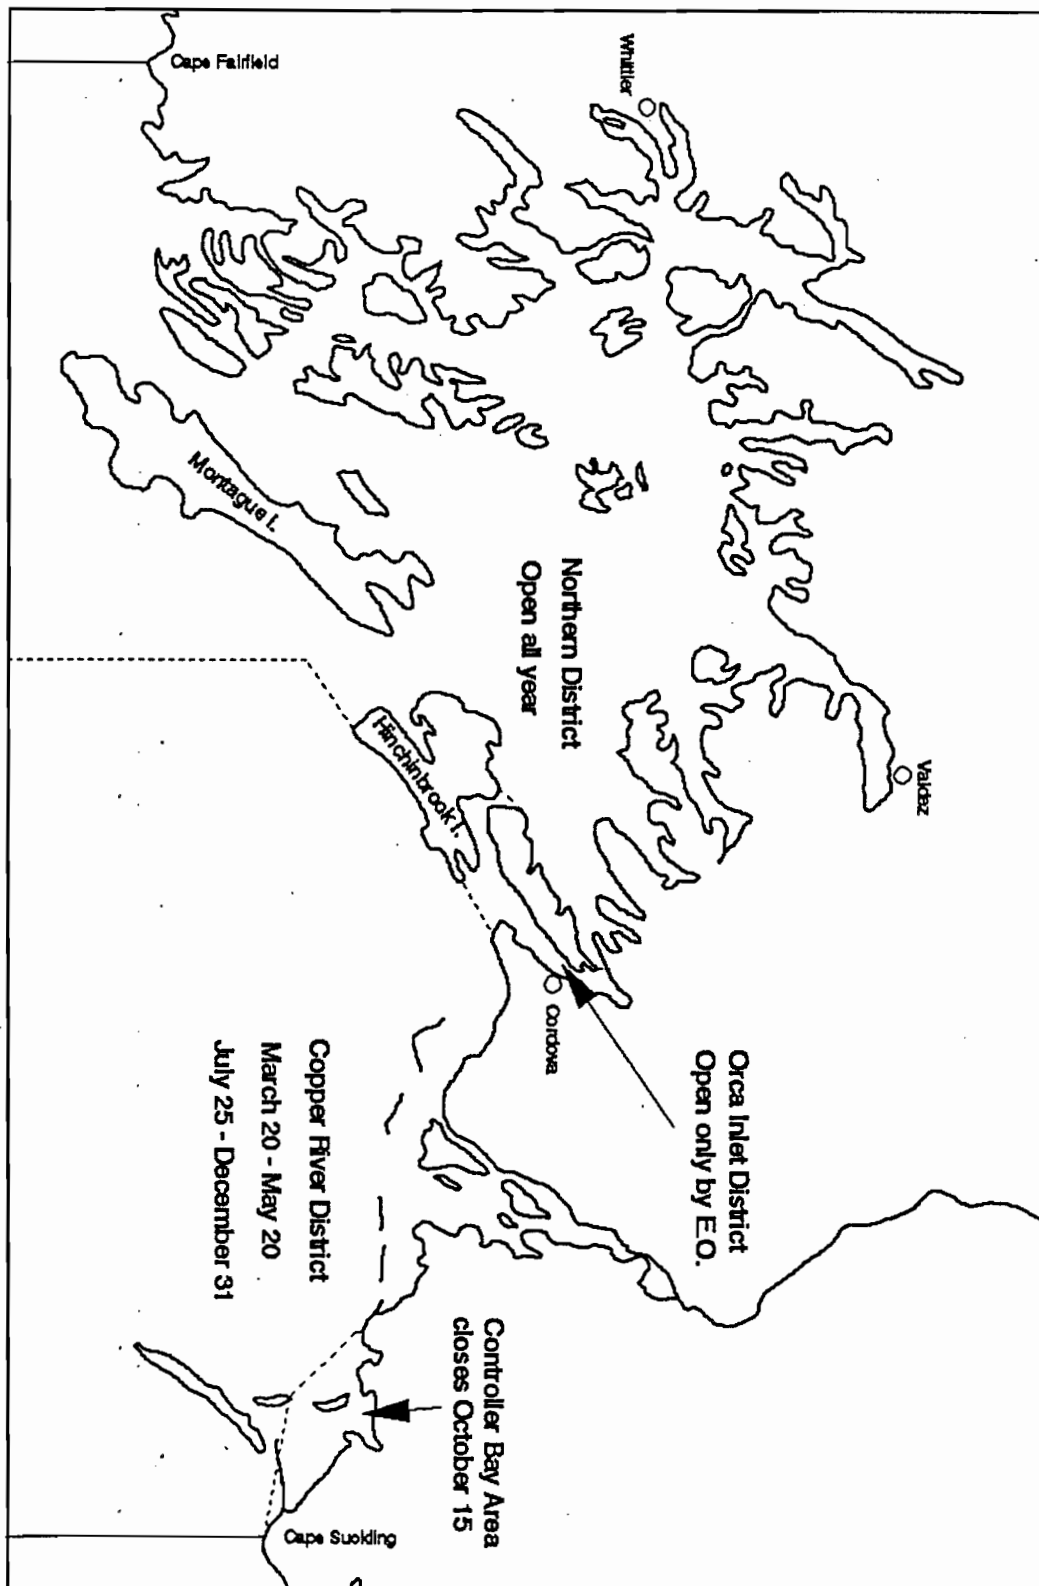 Cape Fairfield
Whittier
Montague I.
Northern District
Open all year
Valdez
Hinchinbrook I.
Cordova
Orca Inlet District
Open only by E.O.
Copper River District
March 20 - May 20
July 25 - December 31
Controller Bay Area
closes October 15
Cape Suckling